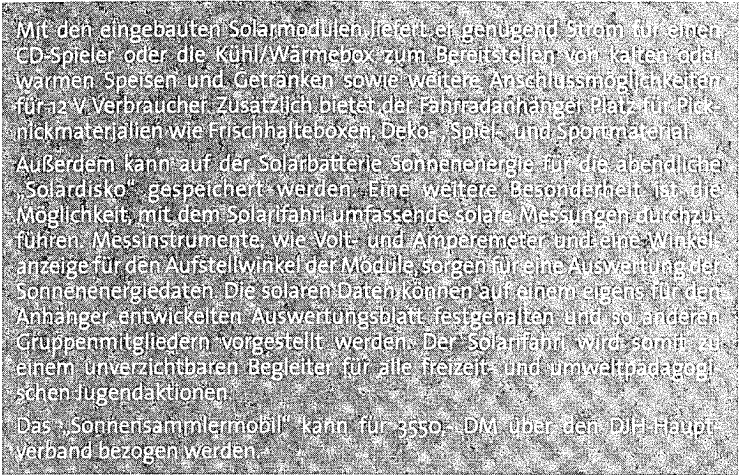 Mit den eingebauten Solarmodulen liefert er genügend Strom für einen
CD-Spieler oder die Kühl/Wärmebox zum Bereitstellen von kalten oder
warmen Speisen und Getränken sowie weitere Anschlussmöglichkeiten
für 12 V Verbraucher. Zusätzlich bietet der Fahrradanhänger Platz für Pick-
nickmaterialien wie Frischhalteboxen, Deko-, Spiel- und Sportmaterial.
Außerdem kann auf der Solarbatterie Sonnenenergie für die abendliche
„Solardisko“ gespeichert werden. Eine weitere Besonderheit ist die
Möglichkeit, mit dem Solarifahri umfassende solare Messungen durchzu-
führen. Messinstrumente, wie Volt- und Amperemeter und eine Winkel-
anzeige für den Aufstellwinkel der Module, sorgen für eine Auswertung der
Sonnenenergiedaten. Die solaren Daten können auf einem eigens für den
Anhänger entwickelten Auswertungsblatt festgehalten und so anderen
Gruppenmitgliedern vorgestellt werden. Der Solarifahri wird somit zu
einem unverzichtbaren Begleiter für alle freizeit- und umweltpädagogi-
schen Jugendaktionen.
Das „Sonnensammlermobil“ kann für 3550,- DM über den DJH-Haupt-
verband bezogen werden.